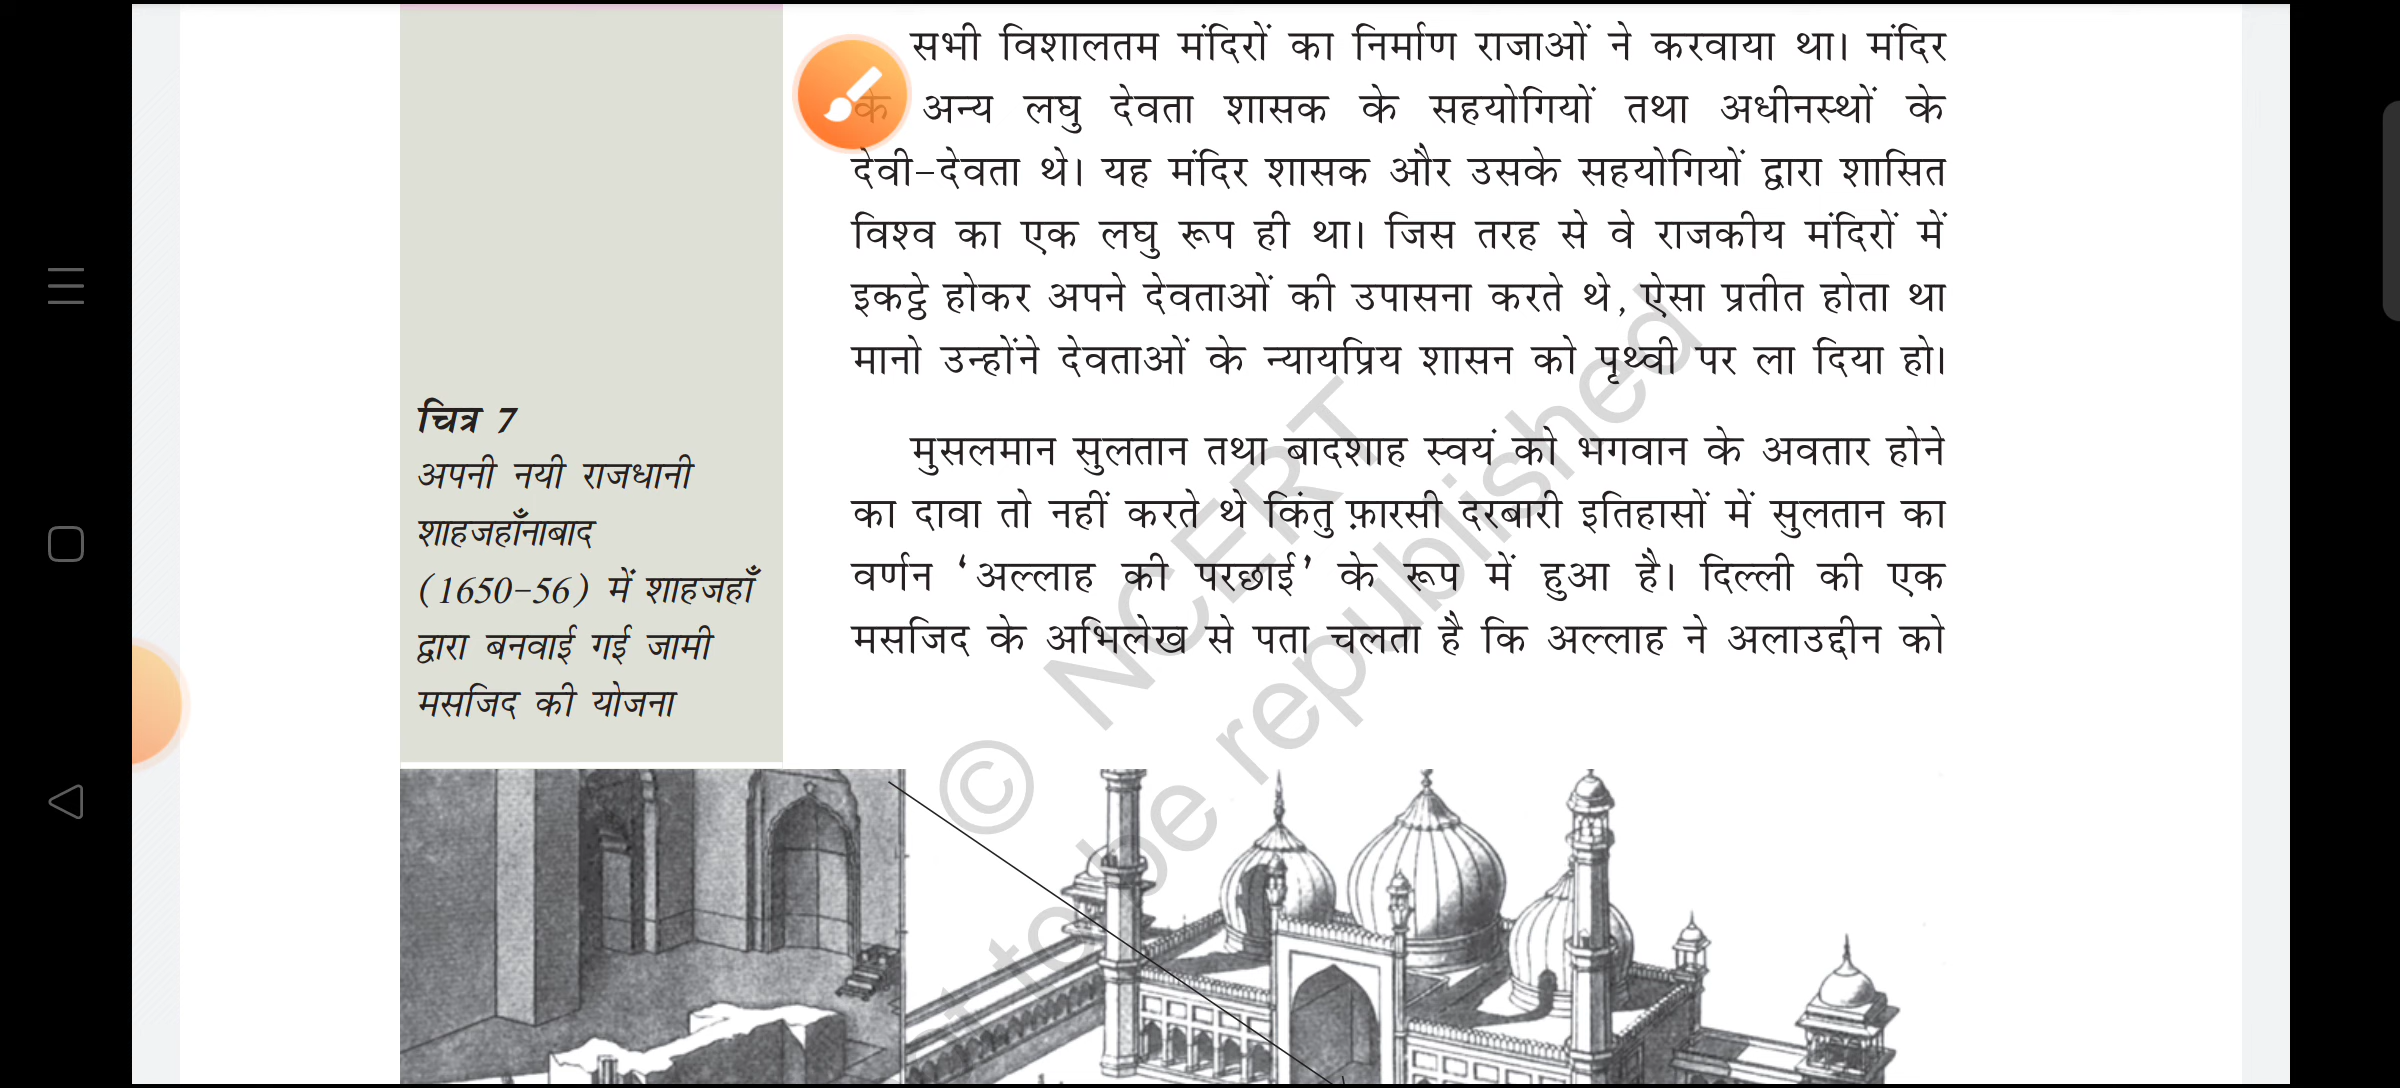 सभी विशालतम मंदिरों का निर्माण राजाओं ने करवाया था। मंदिर
के अन्य लघु देवता शासक के सहयोगियों तथा अधीनस्थों के
देवी-देवता थे। यह मंदिर शासक और उसके सहयोगियों द्वारा शासित
विश्व का एक लघु रूप ही था। जिस तरह से वे राजकीय मंदिरों में
इकट्ठे होकर अपने देवताओं की उपासना करते थे, ऐसा प्रतीत होता था
मानो उन्होंने देवताओं के न्यायप्रिय शासन को पृथ्वी पर ला दिया हो।
मुसलमान सुलतान तथा बादशाह स्वयं को भगवान के अवतार होने
का दावा तो नहीं करते थे किंतु फ़ारसी दरबारी इतिहासों में सुलतान का
वर्णन ‘अल्लाह की परछाई’ के रूप में हुआ है। दिल्ली की एक
मसजिद के अभिलेख से पता चलता है कि अल्लाह ने अलाउद्दीन को
चित्र 7
अपनी नयी राजधानी
शाहजहाँनाबाद
(1650-56) में शाहजहाँ
द्वारा बनवाई गई जामी
मसजिद की योजना
© NCERT
to be republished